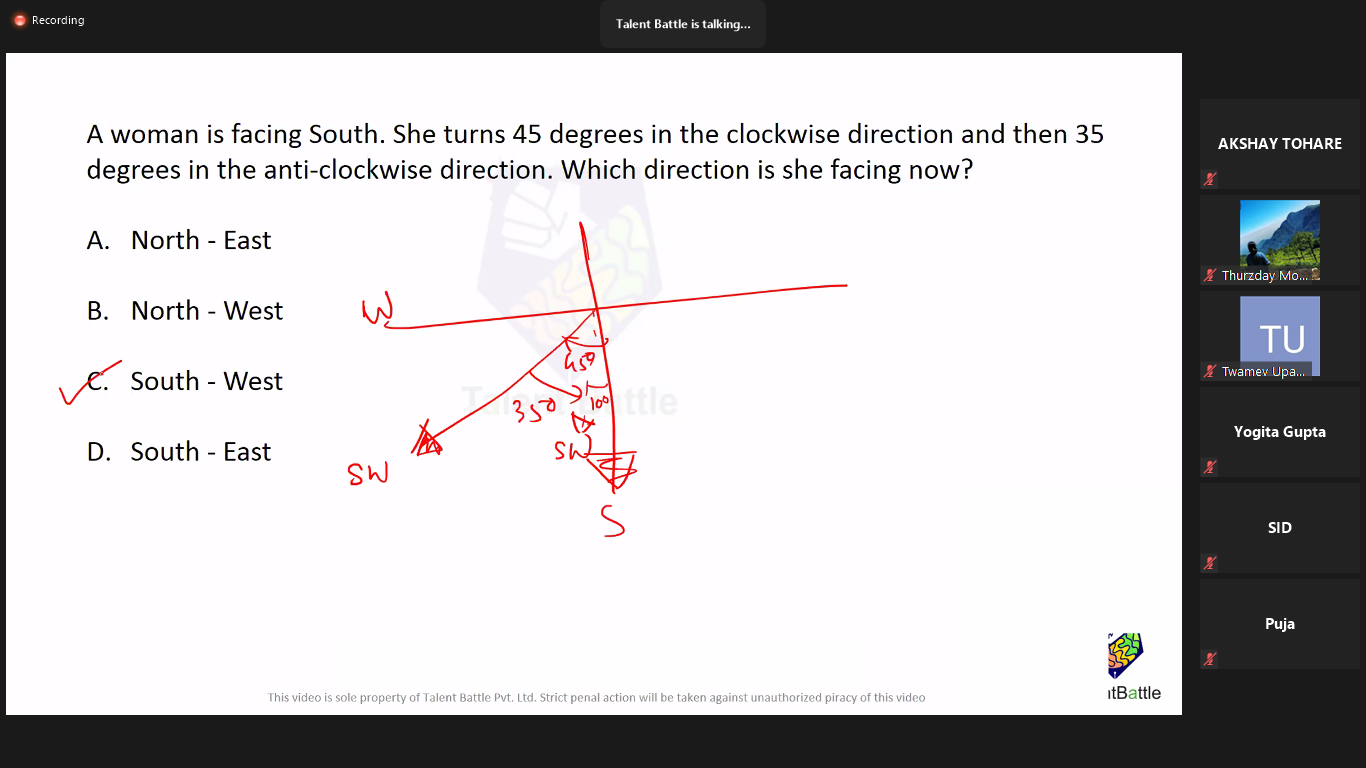 Recording
Talent Battle is talking...
A woman is facing South. She turns 45 degrees in the clockwise direction and then 35
degrees in the anti-clockwise direction. Which direction is she facing now?
A. North - East
B. North - West
C. South - West
D. South - East
W
45°
35°
10°
SW
SW
S
Talent Battle
This video is sole property of Talent Battle Pvt. Ltd. Strict penal action will be taken against unauthorized piracy of this video
ntBattle
AKSHAY TOHARE
Thurzday Mo...
TU
Twamev Upa...
Yogita Gupta
SID
Puja